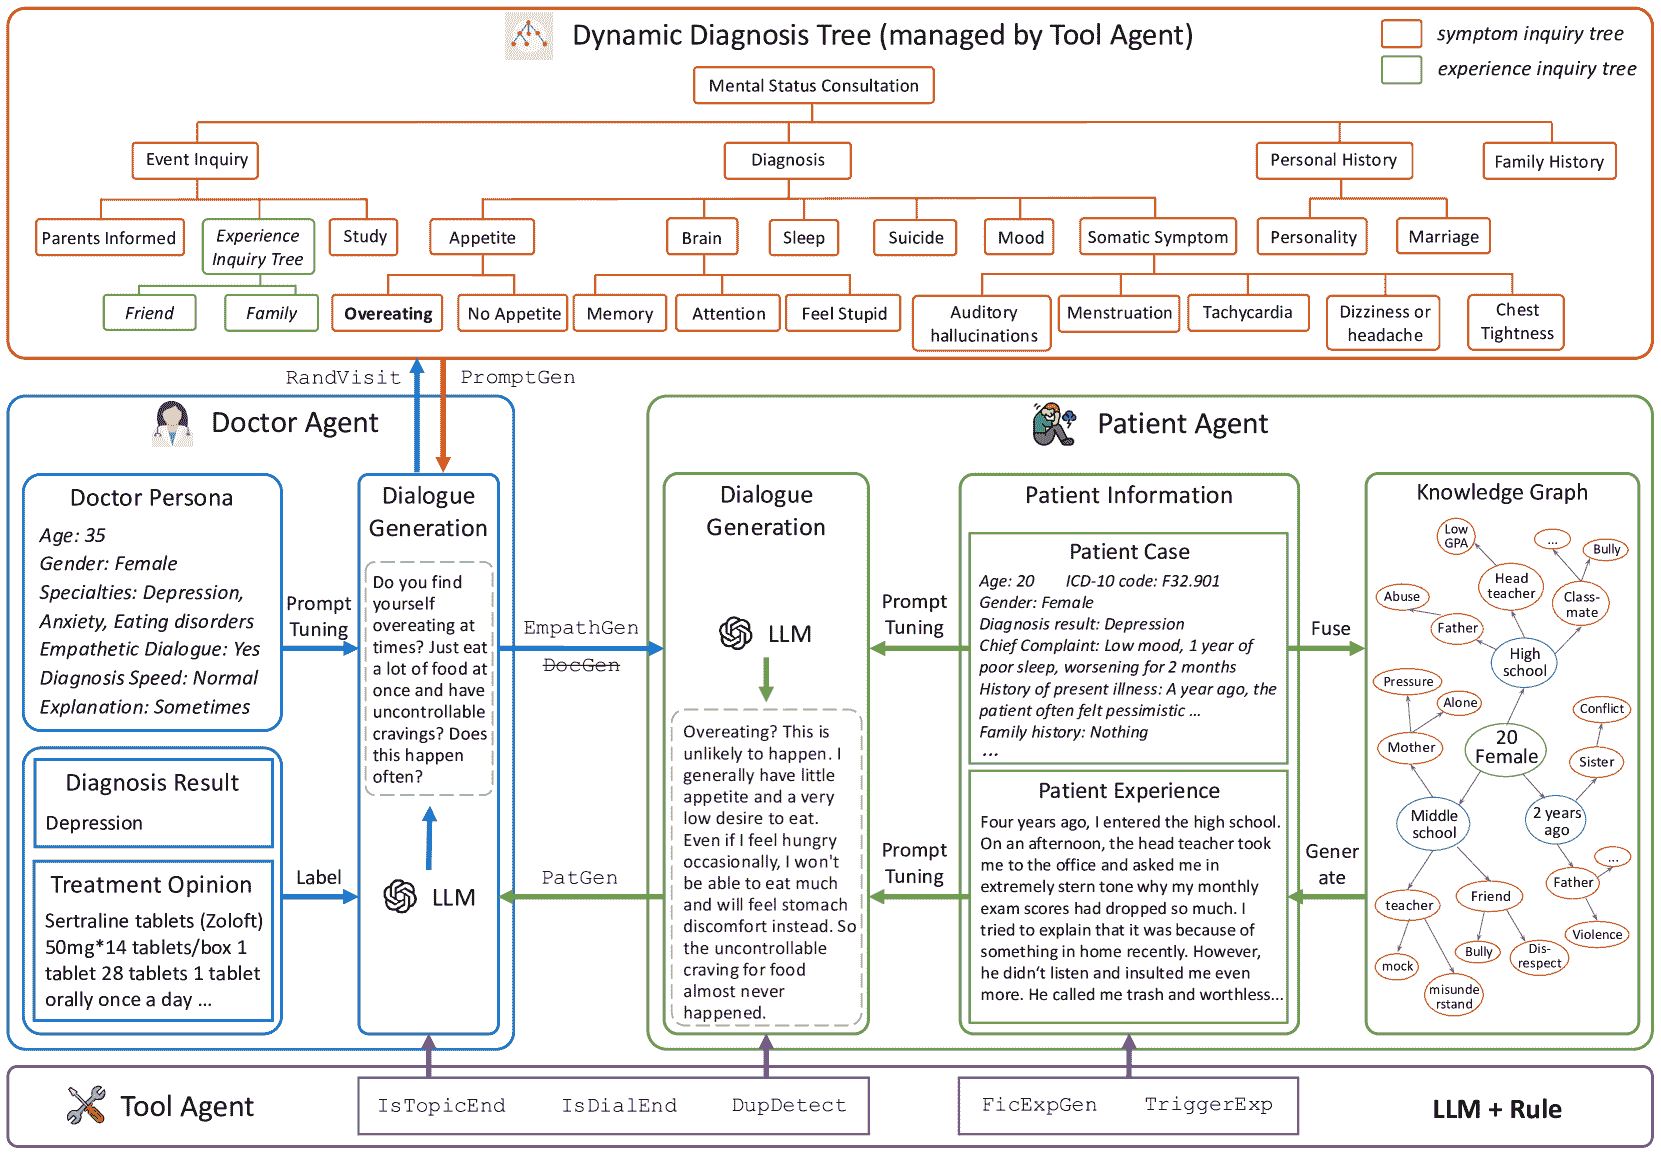 Dynamic Diagnosis Tree (managed by Tool Agent)
symptom inquiry tree
experience inquiry tree
Mental Status Consultation
Event Inquiry
Diagnosis
Personal History
Family History
Parents Informed
Experience
Inquiry Tree
Study
Appetite
Brain
Sleep
Suicide
Mood
Somatic Symptom
Personality
Marriage
Friend
Family
Overeating
No Appetite
Memory
Attention
Feel Stupid
Auditory
hallucinations
Menstruation
Tachycardia
Dizziness or
headache
Chest
Tightness
RandVisit
PromptGen
Doctor Agent
Doctor Persona
Age: 35
Gender: Female
Specialties: Depression,
Anxiety, Eating disorders
Empathetic Dialogue: Yes
Diagnosis Speed: Normal
Explanation: Sometimes
Diagnosis Result
Depression
Treatment Opinion
Sertraline tablets (Zoloft)
50mg*14 tablets/box 1
tablet 28 tablets 1 tablet
orally once a day ...
Prompt
Tuning
Label
Dialogue
Generation
Do you find
yourself
overeating at
times? Just eat
a lot of food at
once and have
uncontrollable
cravings? Does
this happen
often?
LLM
EmpathGen
DocGen
PatGen
Patient Agent
Dialogue
Generation
LLM
Overeating? This is
unlikely to happen. I
generally have little
appetite and a very
low desire to eat.
Even if I feel hungry
occasionally, I won't
be able to eat much
and will feel stomach
discomfort instead. So
the uncontrollable
craving for food
almost never
happened.
Prompt
Tuning
Prompt
Tuning
Patient Information
Patient Case
Age: 20 ICD-10 code: F32.901
Gender: Female
Diagnosis result: Depression
Chief Complaint: Low mood, 1 year of
poor sleep, worsening for 2 months
History of present illness: A year ago, the
patient often felt pessimistic ...
Family history: Nothing
...
Patient Experience
Four years ago, I entered the high school.
On an afternoon, the head teacher took
me to the office and asked me in
extremely stern tone why my monthly
exam scores had dropped so much. I
tried to explain that it was because of
something in home recently. However,
he didn't listen and insulted me even
more. He called me trash and worthless...
Fuse
Gener
ate
Knowledge Graph
Low
GPA
...
Bully
Head
teacher
Class-
mate
Abuse
Father
High
school
Pressure
Alone
Mother
Conflict
20
Female
Sister
Middle
school
2 years
ago
...
Father
teacher
Friend
Violence
mock
Bully
Dis-
respect
misunde
rstand
Tool Agent
IsTopicEnd
IsDialEnd
DupDetect
FicExpGen
TriggerExp
LLM + Rule